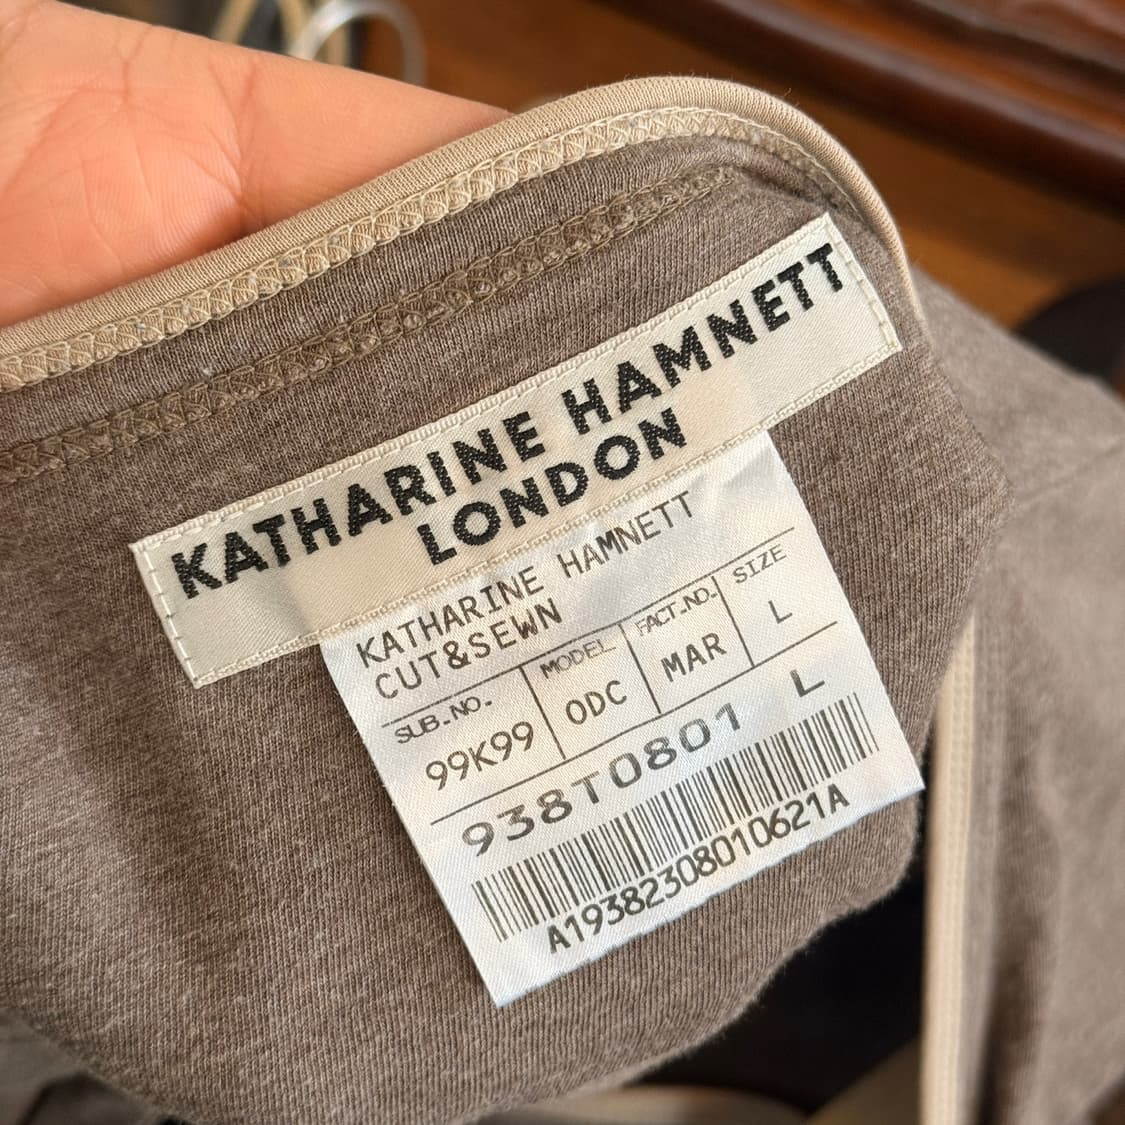 KATHARINE HAMNETT
LONDON
KATHARINE HAMNETT
CUT&SEWN
SUB.NO. MODEL FACT.NO. SIZE
99K99 ODC MAR L
938T0801 L
A19382308010621A